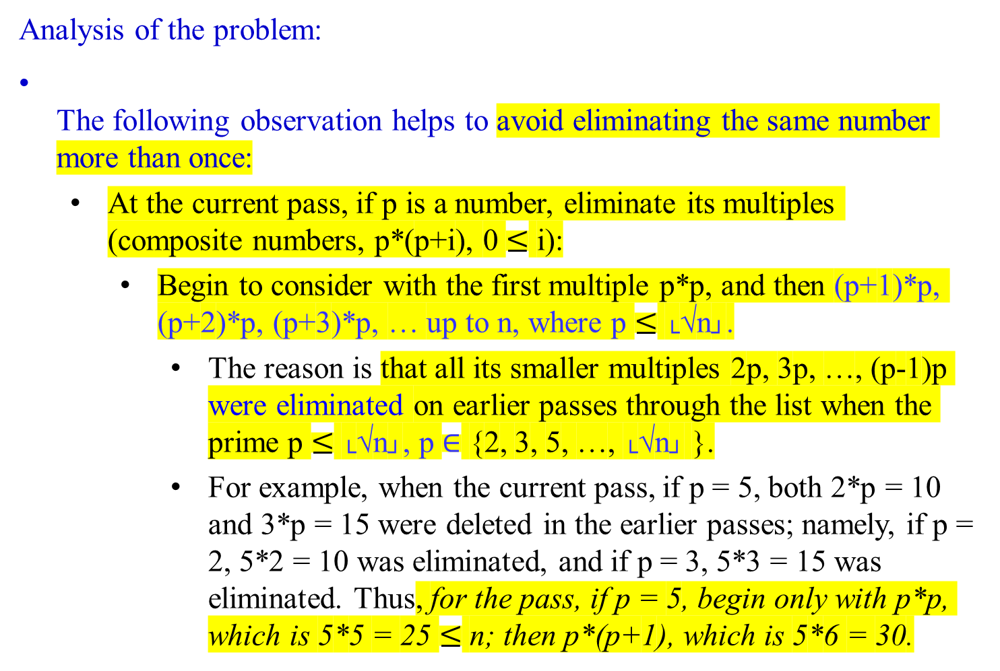 Analysis of the problem:
•
The following observation helps to avoid eliminating the same number
more than once:
• At the current pass, if p is a number, eliminate its multiples
(composite numbers, p*(p+i), 0 ≤ i):
• Begin to consider with the first multiple p*p, and then (p+1)*p,
(p+2)*p, (p+3)*p, … up to n, where p ≤ ⌞√n⌟.
• The reason is that all its smaller multiples 2p, 3p, …, (p-1)p
were eliminated on earlier passes through the list when the
prime p ≤ ⌞√n⌟, p ∈ {2, 3, 5, …, ⌞√n⌟ }.
• For example, when the current pass, if p = 5, both 2*p = 10
and 3*p = 15 were deleted in the earlier passes; namely, if p =
2, 5*2 = 10 was eliminated, and if p = 3, 5*3 = 15 was
eliminated. Thus, for the pass, if p = 5, begin only with p*p,
which is 5*5 = 25 ≤ n; then p*(p+1), which is 5*6 = 30.